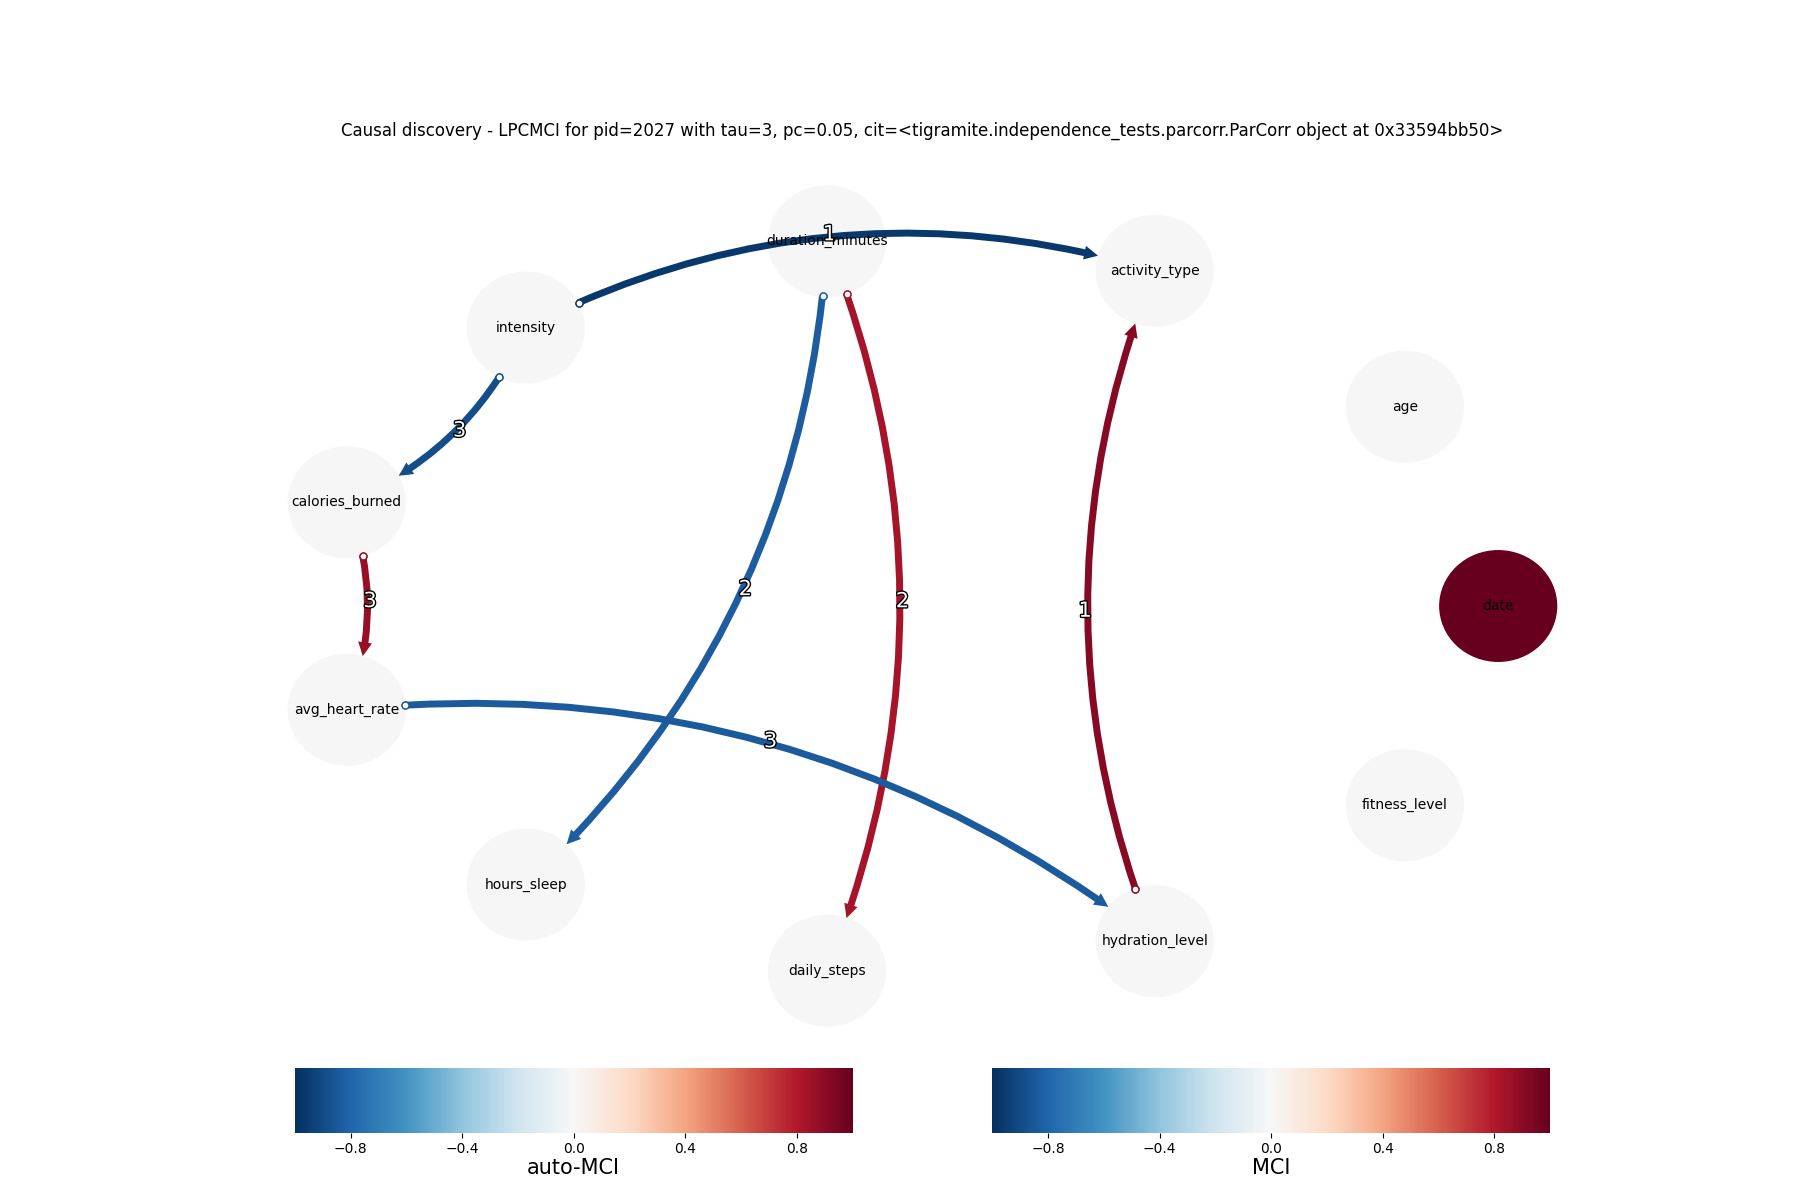 Causal discovery - LPCMCI for pid=2027 with tau=3, pc=0.05, cit=<tigramite.independence_tests.parcorr.ParCorr object at 0x33594bb50>
1
duration_minutes
activity_type
intensity
age
3
calories_burned
2
3
2
1
date
avg_heart_rate
3
fitness_level
hours_sleep
hydration_level
daily_steps
−0.8 −0.4 0.0 0.4 0.8
auto-MCI
−0.8 −0.4 0.0 0.4 0.8
MCI